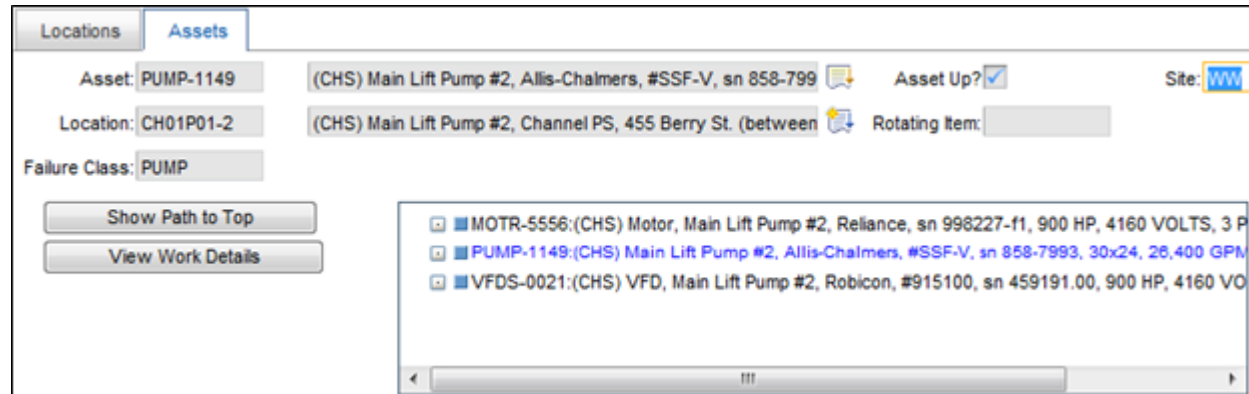 Locations Assets
Asset: PUMP-1149 (CHS) Main Lift Pump #2, Allis-Chalmers, #SSF-V, sn 858-799 Asset Up? Site: WW
Location: CH01P01-2 (CHS) Main Lift Pump #2, Channel PS, 455 Berry St. (between Rotating Item:
Failure Class: PUMP
Show Path to Top
View Work Details
MOTR-5556:(CHS) Motor, Main Lift Pump #2, Reliance, sn 998227-f1, 900 HP, 4160 VOLTS, 3 P
PUMP-1149:(CHS) Main Lift Pump #2, Allis-Chalmers, #SSF-V, sn 858-7993, 30x24, 26,400 GPM
VFDS-0021:(CHS) VFD, Main Lift Pump #2, Robicon, #915100, sn 459191.00, 900 HP, 4160 VO